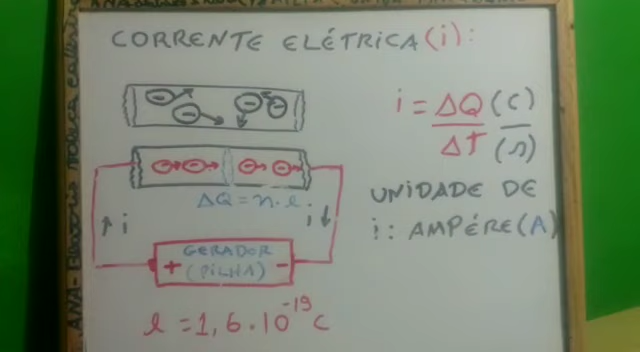 CORRENTE ELÉTRICA (i):
i = ΔQ (C)
ΔT (s)
ΔQ = n . e
i
i
UNIDADE DE
i: AMPÉRE (A)
GERADOR
+ (PILHA) -
e = 1,6 . 10⁻¹⁹ C